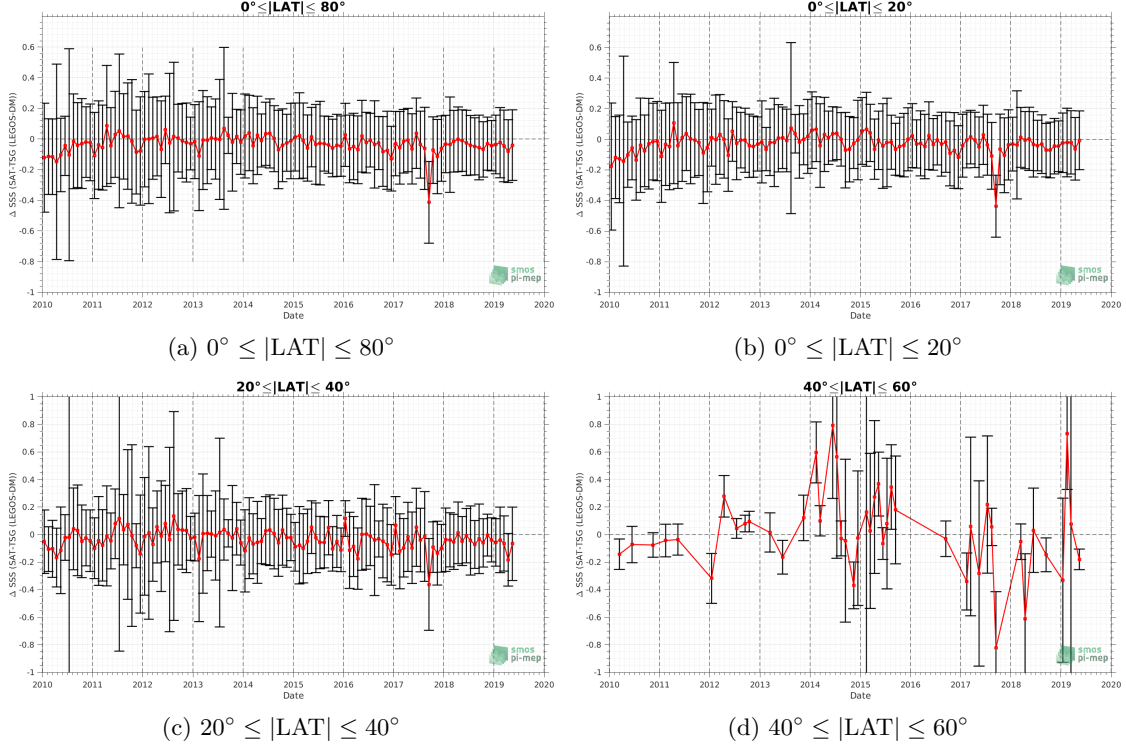 0°≤|LAT|≤ 80°
Δ SSS (SAT-TSG (LEGOS-DMI))
0.6
0.4
0.2
0
-0.2
-0.4
-0.6
-0.8
-1
2010 2011 2012 2013 2014 2015 2016 2017 2018 2019 2020
Date
smos
pi-mep
(a) 0° ≤ |LAT| ≤ 80°
0°≤|LAT|≤ 20°
Δ SSS (SAT-TSG (LEGOS-DMI))
0.6
0.4
0.2
0
-0.2
-0.4
-0.6
-0.8
-1
2010 2011 2012 2013 2014 2015 2016 2017 2018 2019 2020
Date
smos
pi-mep
(b) 0° ≤ |LAT| ≤ 20°
20°≤|LAT|≤ 40°
Δ SSS (SAT-TSG (LEGOS-DMI))
1
0.8
0.6
0.4
0.2
0
-0.2
-0.4
-0.6
-0.8
-1
2010 2011 2012 2013 2014 2015 2016 2017 2018 2019 2020
Date
smos
pi-mep
(c) 20° ≤ |LAT| ≤ 40°
40°≤|LAT|≤ 60°
Δ SSS (SAT-TSG (LEGOS-DMI))
1
0.8
0.6
0.4
0.2
0
-0.2
-0.4
-0.6
-0.8
-1
2010 2011 2012 2013 2014 2015 2016 2017 2018 2019 2020
Date
smos
pi-mep
(d) 40° ≤ |LAT| ≤ 60°